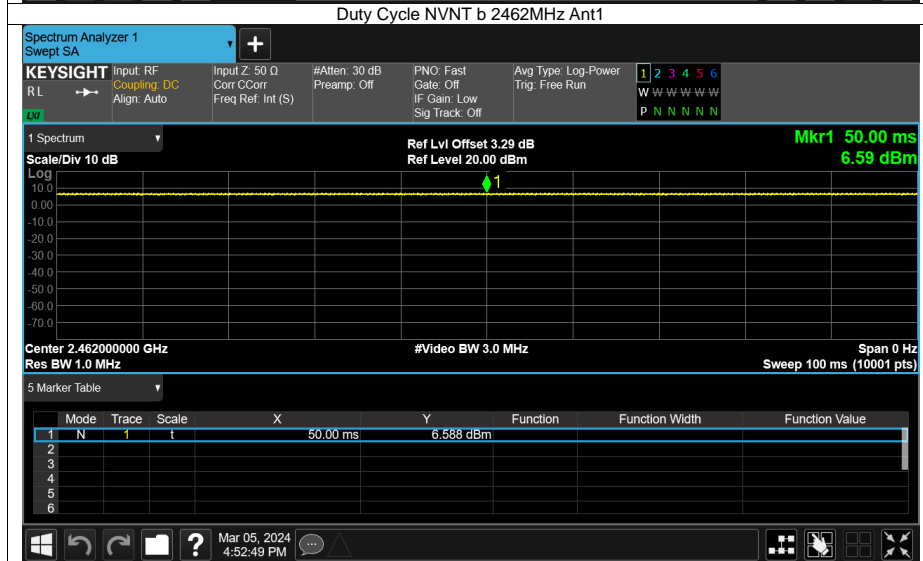 Duty Cycle NVNT b 2462MHz Ant1
Spectrum Analyzer 1
Swept SA
KEYSIGHT Input: RF Input Z: 50 Ω #Atten: 30 dB PNO: Fast Avg Type: Log-Power 1 2 3 4 5 6
R L Coupling: DC Corr CCorr Preamp: Off Gate: Off Trig: Free Run W W W W W W
Align: Auto Freq Ref: Int (S) IF Gain: Low
LXI Sig Track: Off P N N N N N
1 Spectrum Ref Lvl Offset 3.29 dB Mkr1 50.00 ms
Scale/Div 10 dB Ref Level 20.00 dBm 6.59 dBm
Log
1
10.0
0.00
-10.0
-20.0
-30.0
-40.0
-50.0
-60.0
-70.0
Center 2.462000000 GHz #Video BW 3.0 MHz Span 0 Hz
Res BW 1.0 MHz Sweep 100 ms (10001 pts)
5 Marker Table
Mode Trace Scale X Y Function Function Width Function Value
1 N 1 t 50.00 ms 6.588 dBm
2
3
4
5
6
? Mar 05, 2024
4:52:49 PM